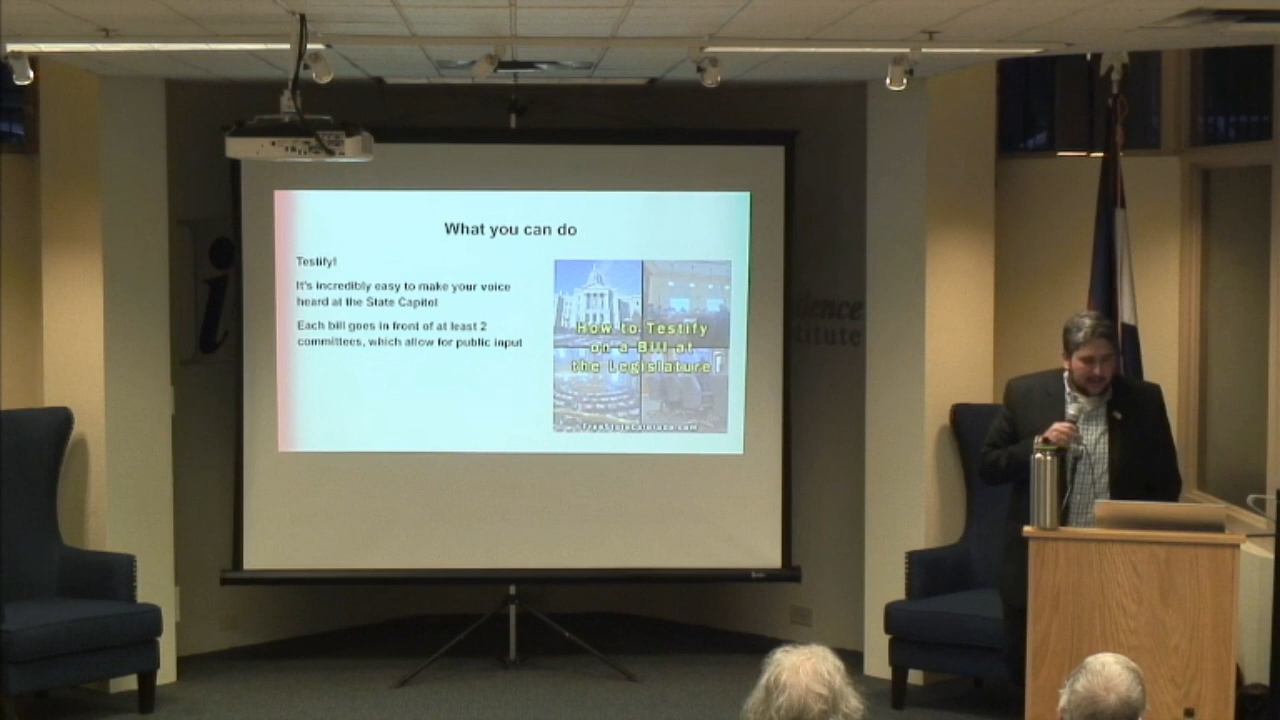 What you can do
Testify!
It's incredibly easy to make your voice
heard at the State Capitol
Each bill goes in front of at least 2
committees, which allow for public input
How to Testify
on a Bill at
the Legislature
FreeStateColorado.com